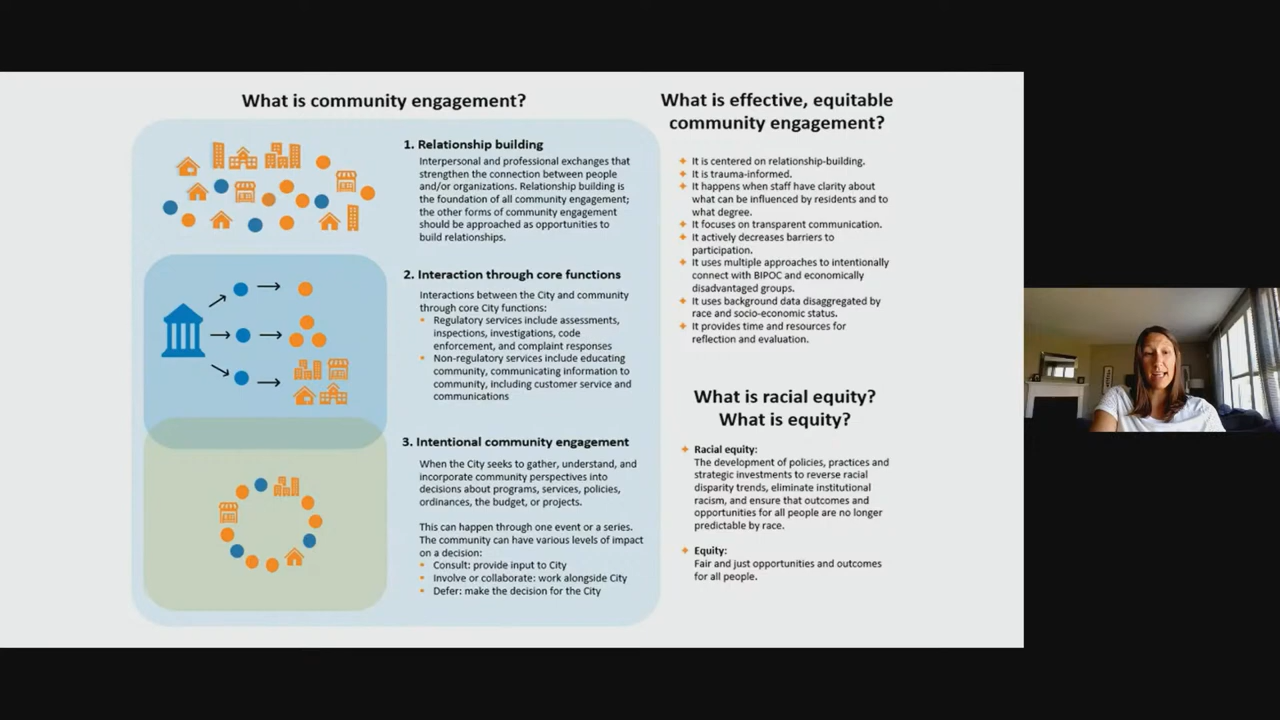 What is community engagement?
1. Relationship building
Interpersonal and professional exchanges that
strengthen the connection between people
and/or organizations. Relationship building is
the foundation of all community engagement;
the other forms of community engagement
should be approached as opportunities to
build relationships.
2. Interaction through core functions
Interactions between the City and community
through core City functions:
• Regulatory services include assessments,
inspections, investigations, code
enforcement, and complaint responses
• Non-regulatory services include educating
community, communicating information to
community, including customer service and
communications
3. Intentional community engagement
When the City seeks to gather, understand, and
incorporate community perspectives into
decisions about programs, services, policies,
ordinances, the budget, or projects.
This can happen through one event or a series.
The community can have various levels of impact
on a decision:
• Consult: provide input to City
• Involve or collaborate: work alongside City
• Defer: make the decision for the City
What is effective, equitable
community engagement?
✦ It is centered on relationship-building.
✦ It is trauma-informed.
✦ It happens when staff have clarity about
what can be influenced by residents and to
what degree.
✦ It focuses on transparent communication.
✦ It actively decreases barriers to
participation.
✦ It uses multiple approaches to intentionally
connect with BIPOC and economically
disadvantaged groups.
✦ It uses background data disaggregated by
race and socio-economic status.
✦ It provides time and resources for
reflection and evaluation.
What is racial equity?
What is equity?
✦ Racial equity:
The development of policies, practices and
strategic investments to reverse racial
disparity trends, eliminate institutional
racism, and ensure that outcomes and
opportunities for all people are no longer
predictable by race.
✦ Equity:
Fair and just opportunities and outcomes
for all people.